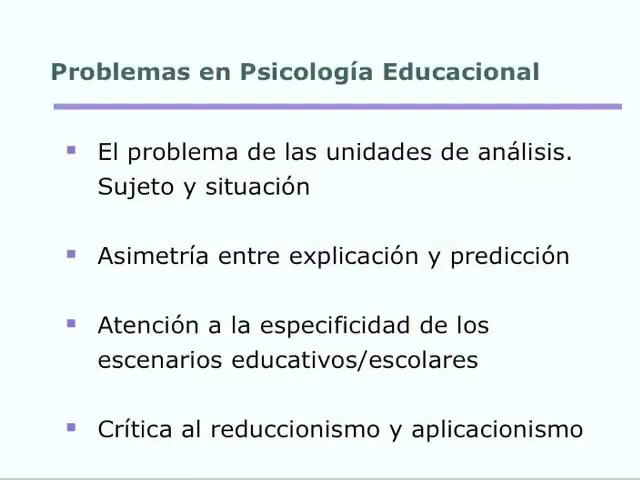 Problemas en Psicología Educacional
El problema de las unidades de análisis.
Sujeto y situación
Asimetría entre explicación y predicción
Atención a la especificidad de los
escenarios educativos/escolares
Crítica al reduccionismo y aplicacionismo